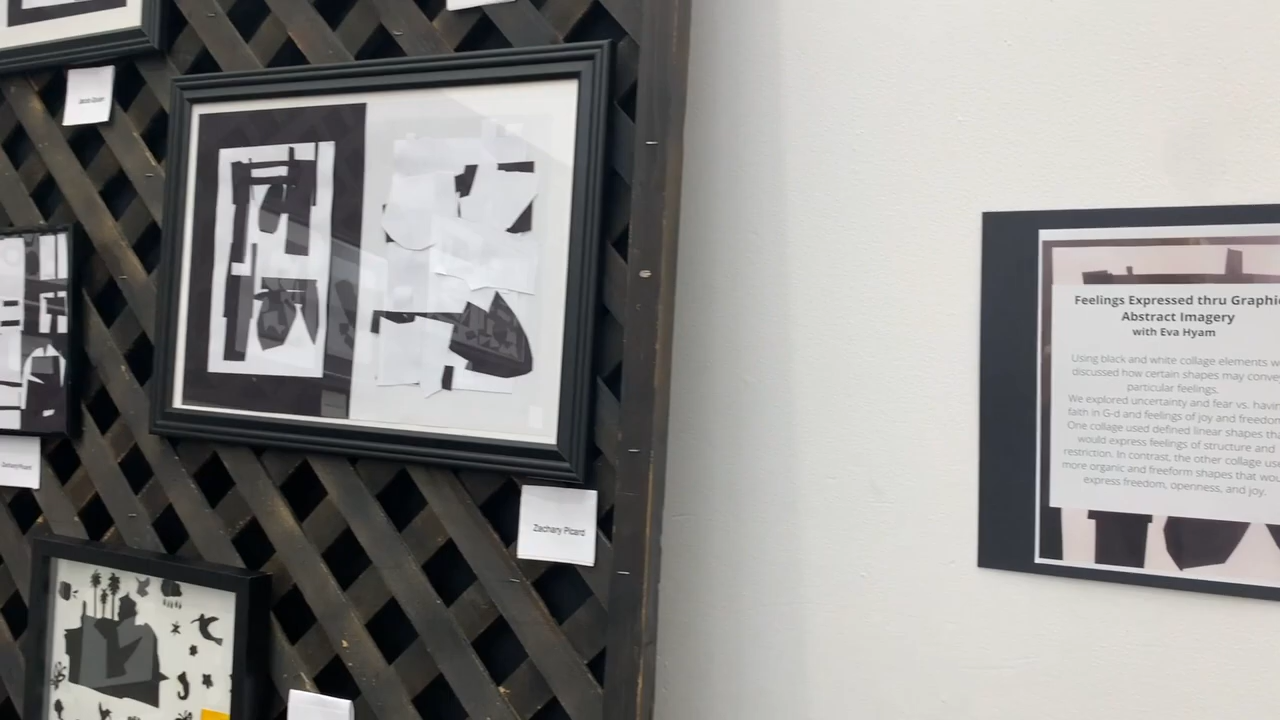 Zachary Picard
Feelings Expressed thru Graphic
Abstract Imagery
with Eva Hyam
Using black and white collage elements w
discussed how certain shapes may conve
particular feelings.
We explored uncertainty and fear vs. havin
faith in G-d and feelings of joy and freedom
One collage used defined linear shapes th
would express feelings of structure and
restriction. In contrast, the other collage use
more organic and freeform shapes that wou
express freedom, openness, and joy.